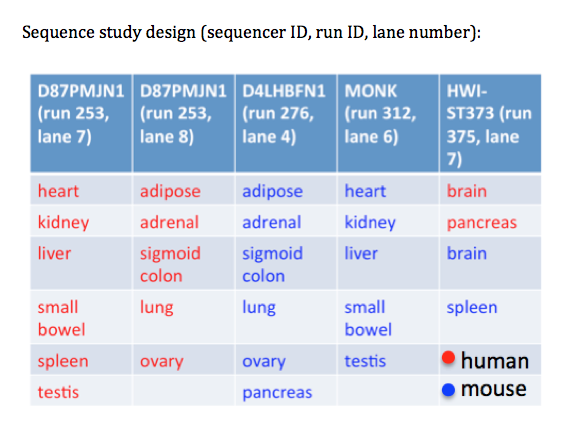 Sequence study design (sequencer ID, run ID, lane number):
D87PMJN1 (run 253, lane 7) D87PMJN1 (run 253, lane 8) D4LHBFN1 (run 276, lane 4) MONK (run 312, lane 6) HWI-ST373 (run 375, lane 7)
heart adipose adipose heart brain
kidney adrenal adrenal kidney pancreas
liver sigmoid colon sigmoid colon liver brain
small bowel lung lung small bowel spleen
spleen ovary ovary testis human
testis pancreas mouse